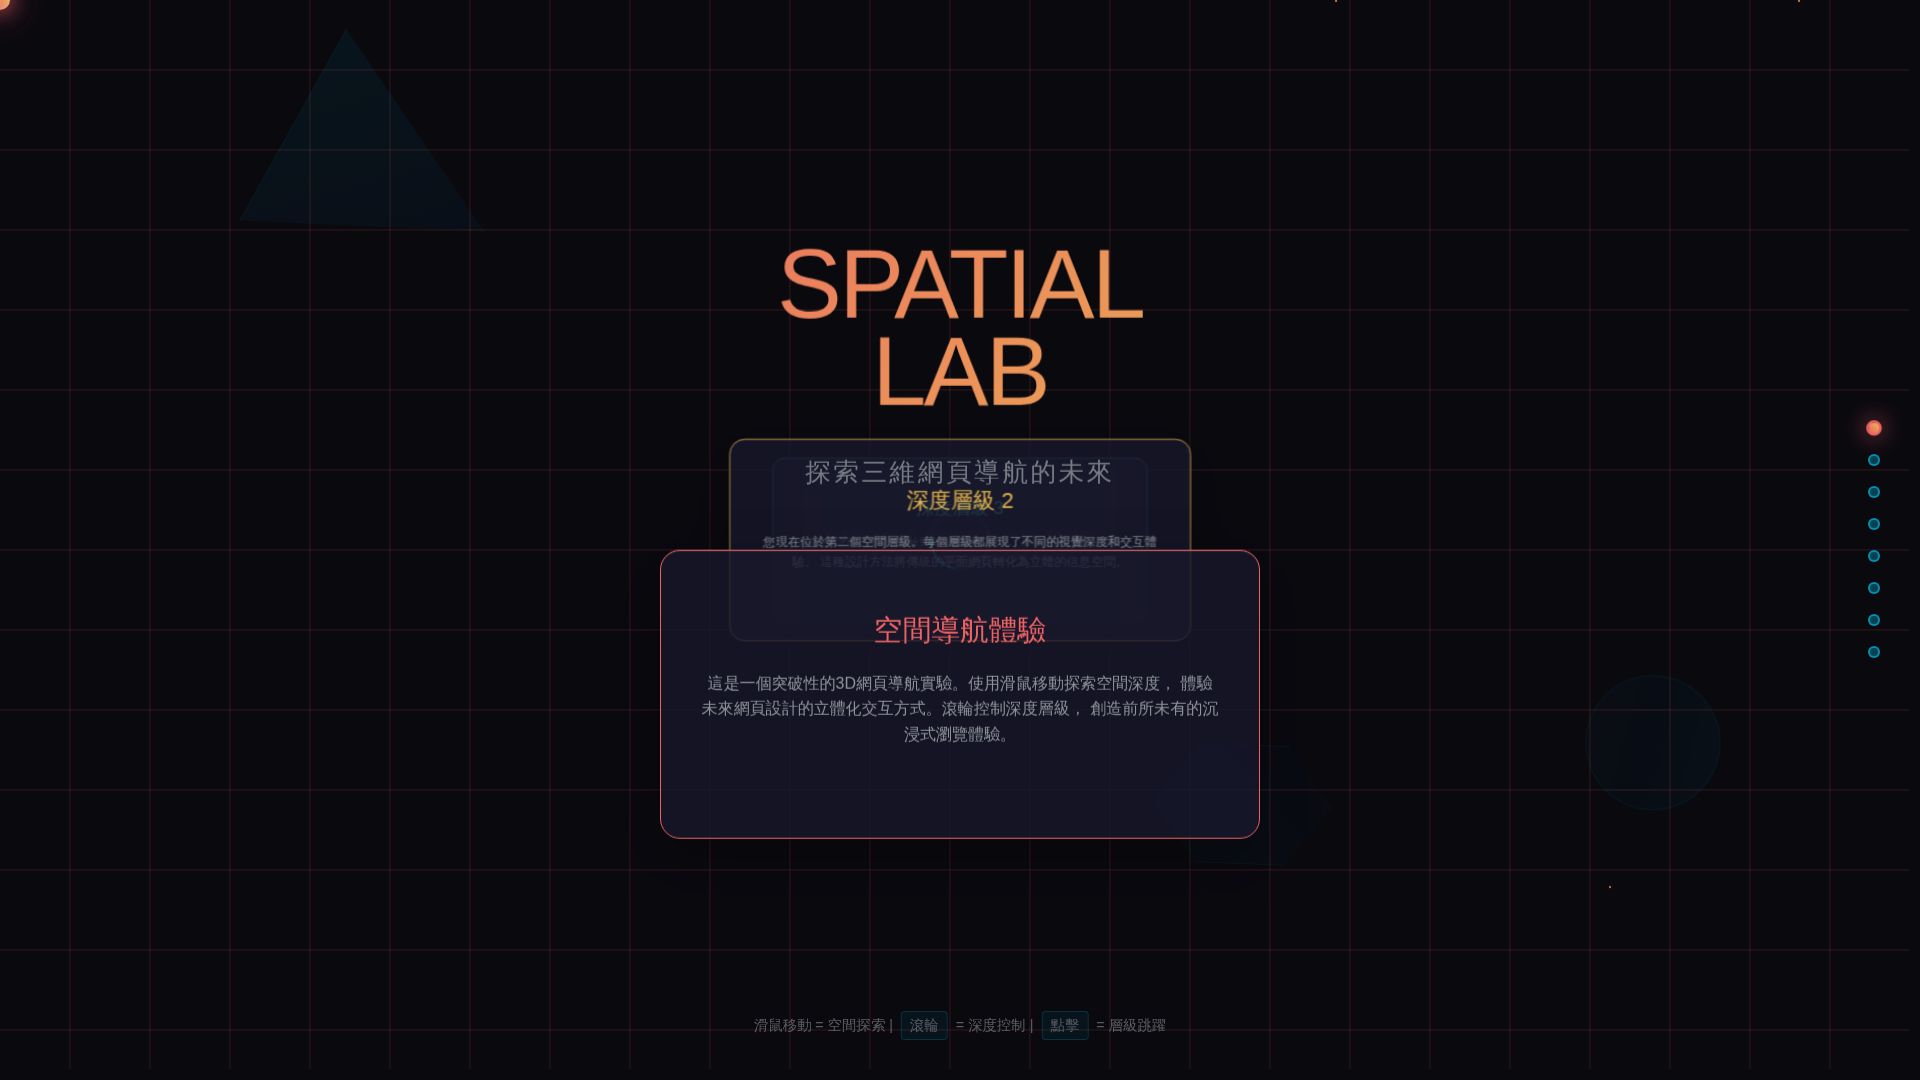 SPATIAL
LAB
探索三維網頁導航的未來
深度層級 2
您現在位於第二個空間層級。每個層級都展現了不同的視覺深度和交互體
驗。 這種設計方法將傳統的平面網頁轉化為立體的信息空間。
空間導航體驗
這是一個突破性的3D網頁導航實驗。使用滑鼠移動探索空間深度， 體驗
未來網頁設計的立體化交互方式。滾輪控制深度層級， 創造前所未有的沉
浸式瀏覽體驗。
滑鼠移動 = 空間探索 | 滾輪 = 深度控制 | 點擊 = 層級跳躍